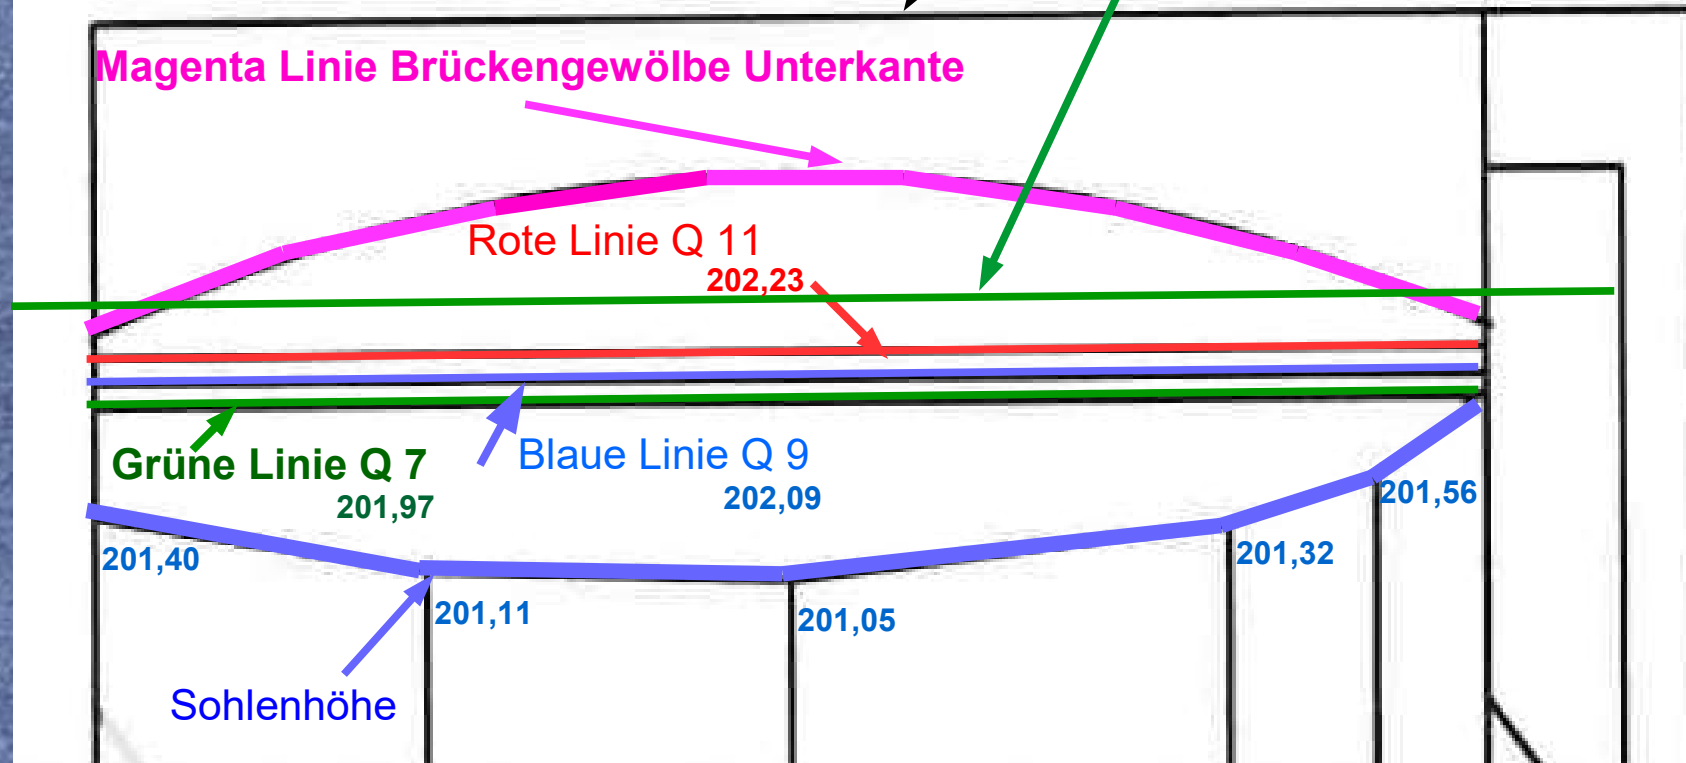 Magenta Linie Brückengewölbe Unterkante
Rote Linie Q 11
202,23
Grüne Linie Q 7
201,97
Blaue Linie Q 9
202,09
201,56
201,40
201,32
201,11
201,05
Sohlenhöhe